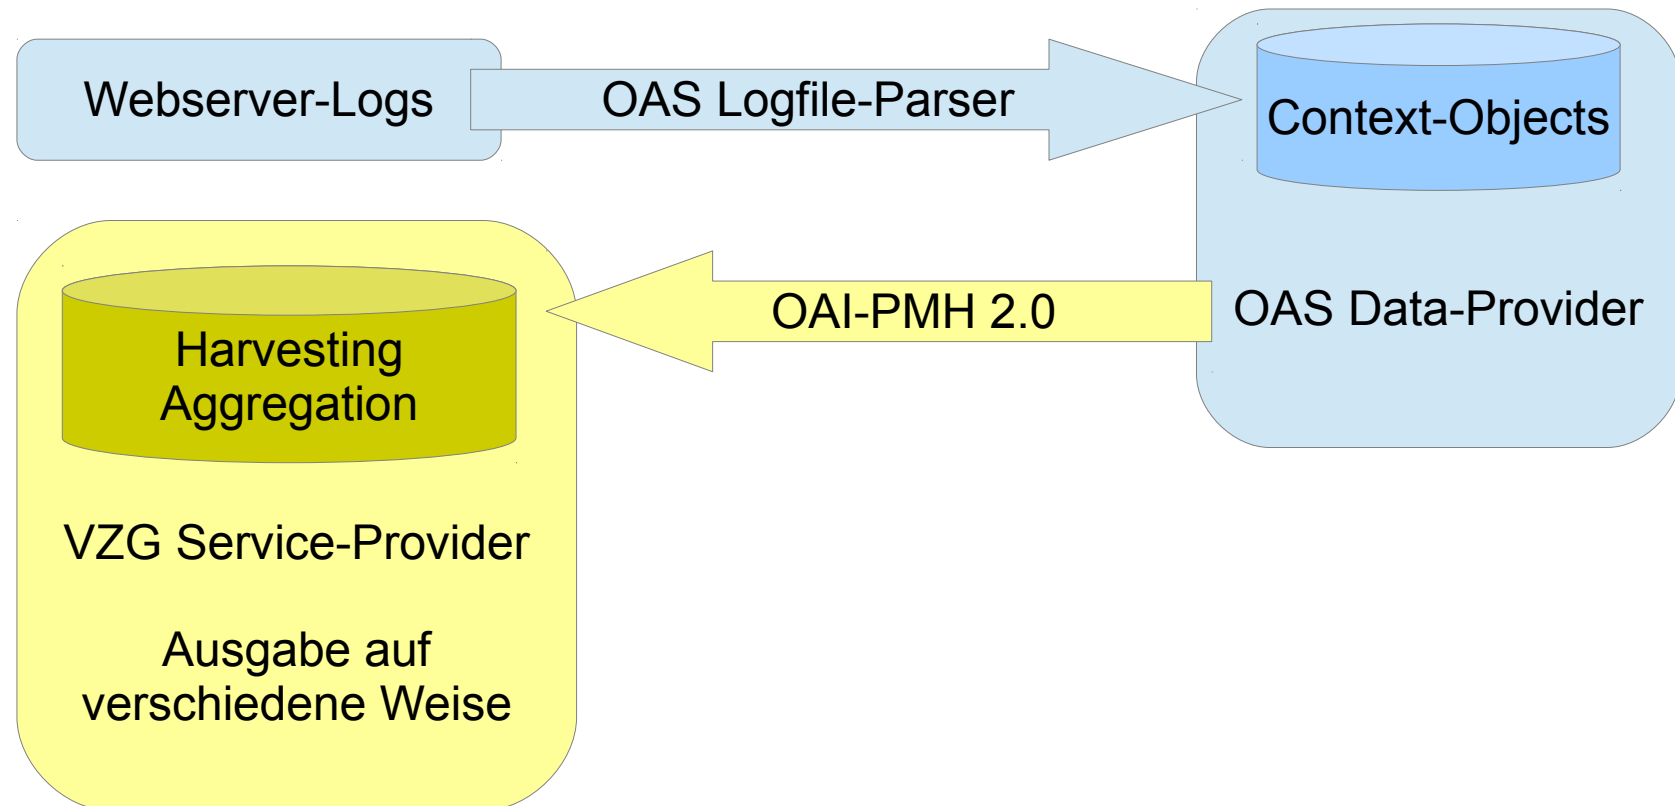 Webserver-Logs
OAS Logfile-Parser
Context-Objects
OAI-PMH 2.0
OAS Data-Provider
Harvesting
Aggregation
VZG Service-Provider
Ausgabe auf
verschiedene Weise